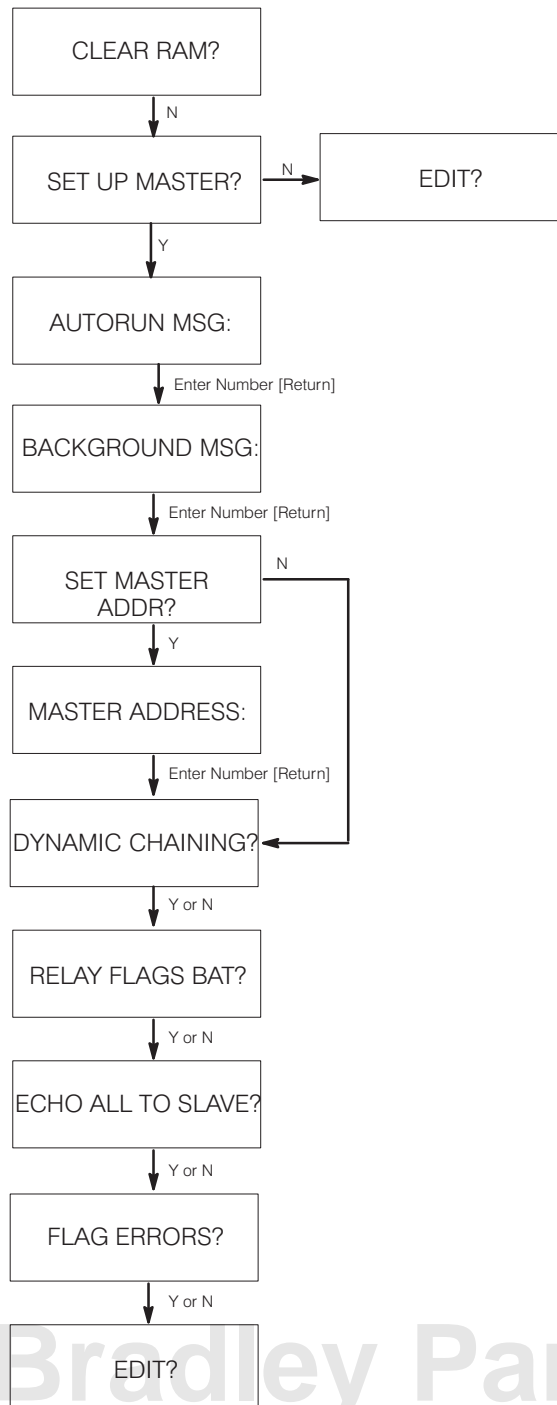 CLEAR RAM?
N
SET UP MASTER?
N
EDIT?
Y
AUTORUN MSG:
Enter Number [Return]
BACKGROUND MSG:
Enter Number [Return]
SET MASTER
ADDR?
N
Y
MASTER ADDRESS:
Enter Number [Return]
DYNAMIC CHAINING?
Y or N
RELAY FLAGS BAT?
Y or N
ECHO ALL TO SLAVE?
Y or N
FLAG ERRORS?
Y or N
EDIT?
Bradley Par